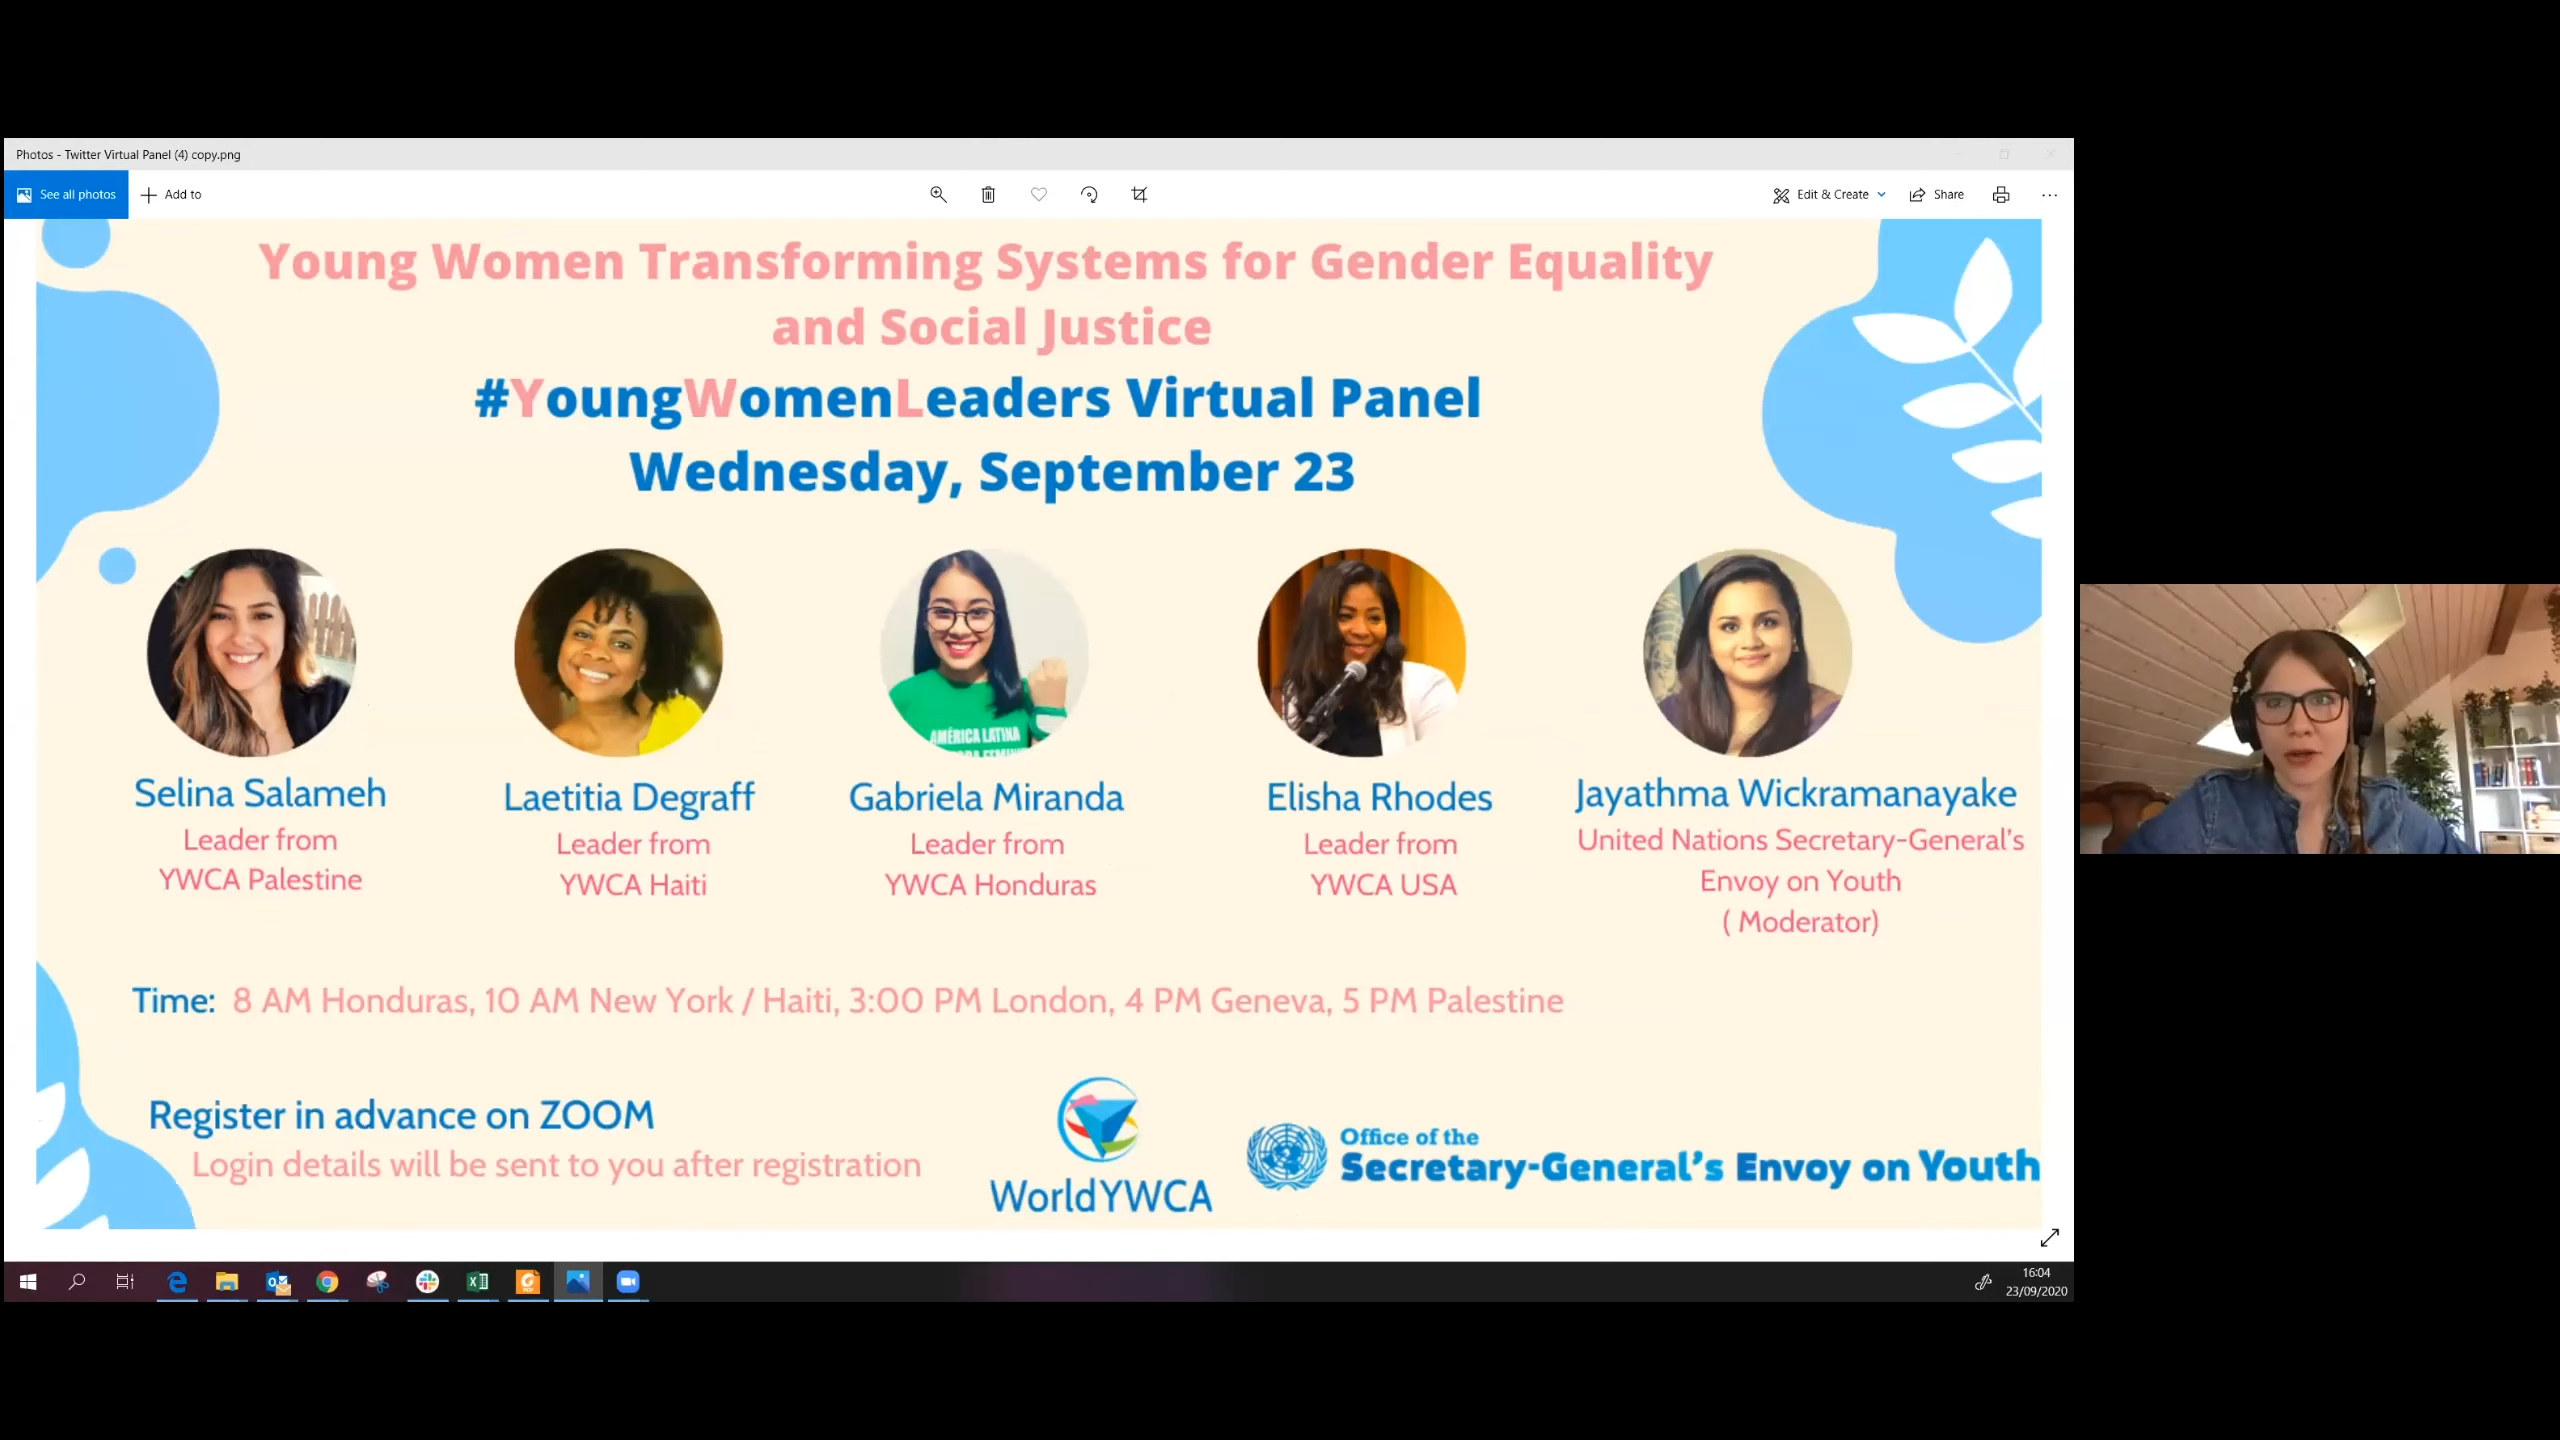 Photos - Twitter Virtual Panel (4) copy.png
See all photos
Add to
Edit & Create
Share
Young Women Transforming Systems for Gender Equality
and Social Justice
#YoungWomenLeaders Virtual Panel
Wednesday, September 23
AMÉRICA LATINA
Selina Salameh
Leader from
YWCA Palestine
Laetitia Degraff
Leader from
YWCA Haiti
Gabriela Miranda
Leader from
YWCA Honduras
Elisha Rhodes
Leader from
YWCA USA
Jayathma Wickramanayake
United Nations Secretary-General's
Envoy on Youth
( Moderator)
Time: 8 AM Honduras, 10 AM New York / Haiti, 3:00 PM London, 4 PM Geneva, 5 PM Palestine
Register in advance on ZOOM
Login details will be sent to you after registration
WorldYWCA
Office of the
Secretary-General's Envoy on Youth
16:04
23/09/2020